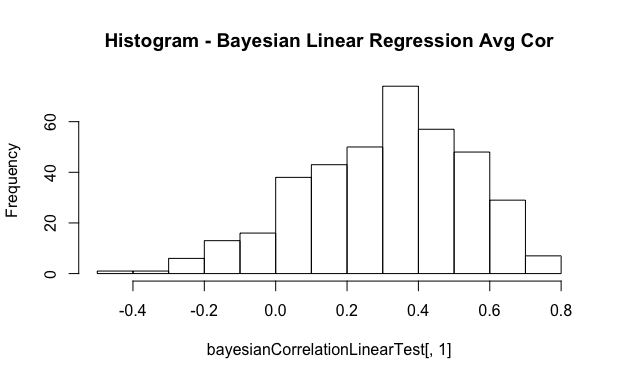 Histogram - Bayesian Linear Regression Avg Cor
Frequency
60
40
20
0
-0.4 -0.2 0.0 0.2 0.4 0.6 0.8
bayesianCorrelationLinearTest[, 1]